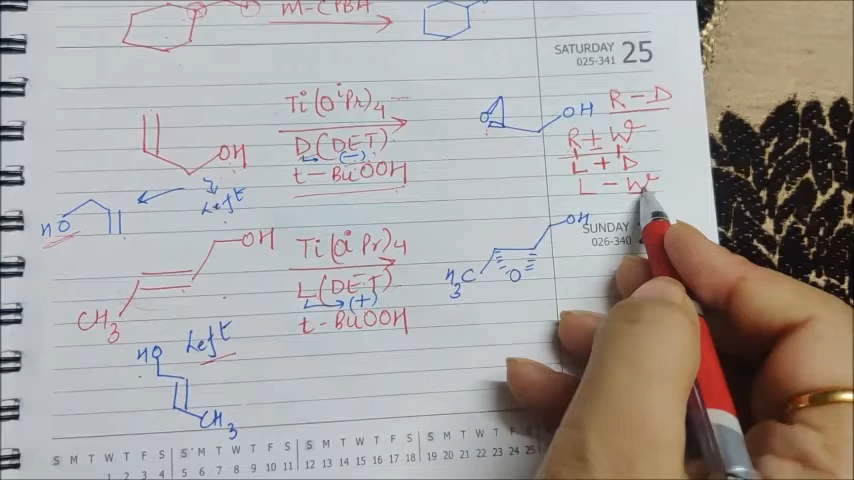 m-CPBA
SATURDAY 25
025-341
Ti(OiPr)4
D(DET)
(-)
t-BuOOH
OH
O
OH
R-D
R + W
L + D
L - W
HO
Left
OH
CH3
Ti(OiPr)4
L(DET)
(+)
t-BuOOH
OH
H3C
O
SUNDAY
026-340
HO
Left
CH3
S M T W T F S S M T W T F S S M T W T F S S M T W T F S
1 2 3 4 5 6 7 8 9 10 11 12 13 14 15 16 17 18 19 20 21 22 23 24 25